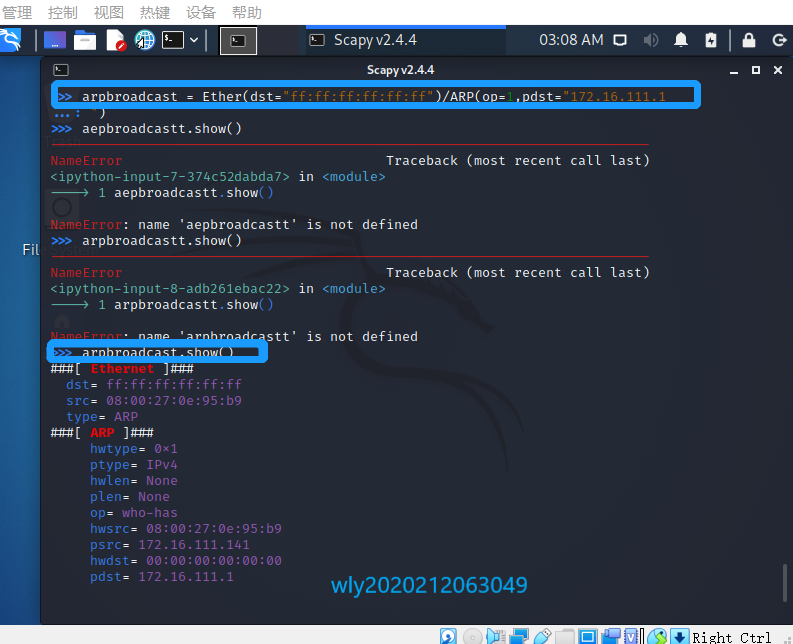 管理 控制 视图 热键 设备 帮助
Scapy v2.4.4 03:08 AM
Scapy v2.4.4
>> arpbroadcast = Ether(dst="ff:ff:ff:ff:ff:ff")/ARP(op=1,pdst="172.16.111.1
...: ")
>>> aepbroadcastt.show()
NameError Traceback (most recent call last)
<ipython-input-7-374c52dabda7> in <module>
----> 1 aepbroadcastt.show()
NameError: name 'aepbroadcastt' is not defined
>>> arpbroadcastt.show()
Fil
NameError Traceback (most recent call last)
<ipython-input-8-adb261ebac22> in <module>
----> 1 arpbroadcastt.show()
NameError: name 'arpbroadcastt' is not defined
>>> arpbroadcast.show()
###[ Ethernet ]###
dst= ff:ff:ff:ff:ff:ff
src= 08:00:27:0e:95:b9
type= ARP
###[ ARP ]###
hwtype= 0x1
ptype= IPv4
hwlen= None
plen= None
op= who-has
hwsrc= 08:00:27:0e:95:b9
psrc= 172.16.111.141
hwdst= 00:00:00:00:00:00
pdst= 172.16.111.1
wly2020212063049
Right Ctrl